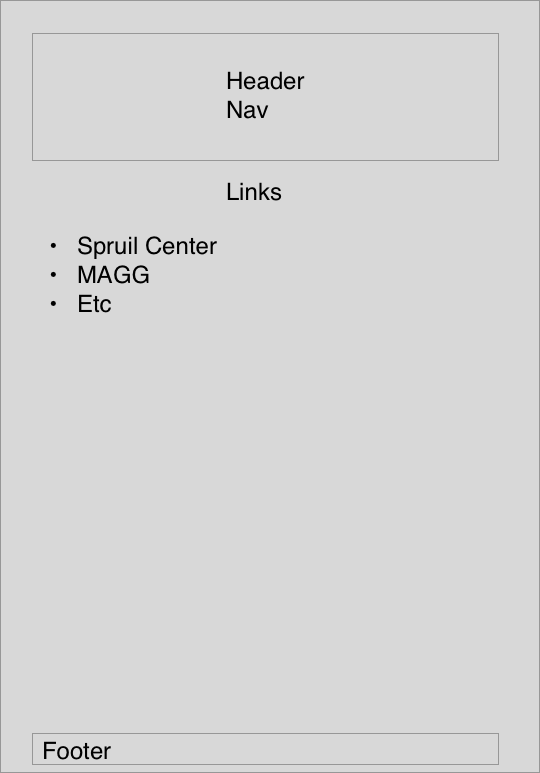 Header
Nav
Links
• Spruil Center
• MAGG
• Etc
Footer